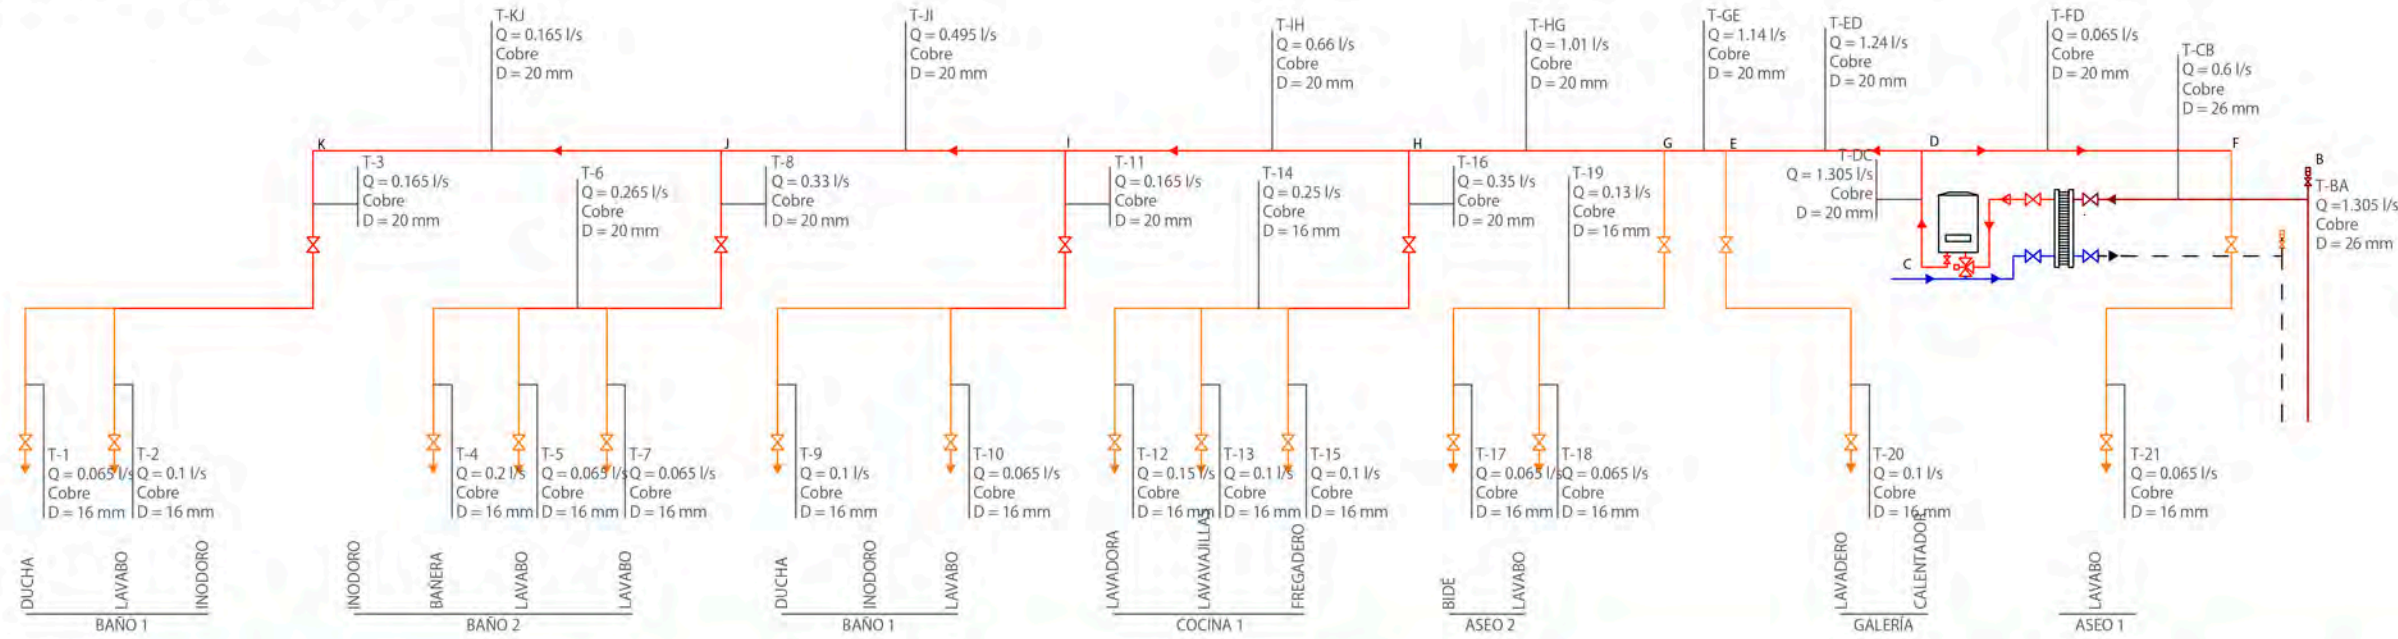 T-KJ
Q = 0.165 l/s
Cobre
D = 20 mm
T-JI
Q = 0.495 l/s
Cobre
D = 20 mm
T-IH
Q = 0.66 l/s
Cobre
D = 20 mm
T-HG
Q = 1.01 l/s
Cobre
D = 20 mm
T-GE
Q = 1.14 l/s
Cobre
D = 20 mm
T-ED
Q = 1.24 l/s
Cobre
D = 20 mm
T-FD
Q = 0.065 l/s
Cobre
D = 20 mm
T-CB
Q = 0.6 l/s
Cobre
D = 26 mm
K
J
I
H
G
E
D
F
B
C
T-3
Q = 0.165 l/s
Cobre
D = 20 mm
T-6
Q = 0.265 l/s
Cobre
D = 20 mm
T-8
Q = 0.33 l/s
Cobre
D = 20 mm
T-11
Q = 0.165 l/s
Cobre
D = 20 mm
T-14
Q = 0.25 l/s
Cobre
D = 16 mm
T-16
Q = 0.35 l/s
Cobre
D = 20 mm
T-19
Q = 0.13 l/s
Cobre
D = 16 mm
T-DC
Q = 1.305 l/s
Cobre
D = 20 mm
T-BA
Q =1.305 l/s
Cobre
D = 26 mm
T-1
Q = 0.065 l/s
Cobre
D = 16 mm
T-2
Q = 0.1 l/s
Cobre
D = 16 mm
T-4
Q = 0.2 l/s
Cobre
D = 16 mm
T-5
Q = 0.065 l/s
Cobre
D = 16 mm
T-7
Q = 0.065 l/s
Cobre
D = 16 mm
T-9
Q = 0.1 l/s
Cobre
D = 16 mm
T-10
Q = 0.065 l/s
Cobre
D = 16 mm
T-12
Q = 0.15 l/s
Cobre
D = 16 mm
T-13
Q = 0.1 l/s
Cobre
D = 16 mm
T-15
Q = 0.1 l/s
Cobre
D = 16 mm
T-17
Q = 0.065 l/s
Cobre
D = 16 mm
T-18
Q = 0.065 l/s
Cobre
D = 16 mm
T-20
Q = 0.1 l/s
Cobre
D = 16 mm
T-21
Q = 0.065 l/s
Cobre
D = 16 mm
DUCHA
LAVABO
INODORO
BAÑO 1
INODORO
BAÑERA
LAVABO
LAVABO
BAÑO 2
DUCHA
INODORO
LAVABO
BAÑO 1
LAVADORA
LAVAVAJILLAS
FREGADERO
COCINA 1
BIDÉ
LAVABO
ASEO 2
LAVADERO
CALENTADOR
GALERÍA
LAVABO
ASEO 1